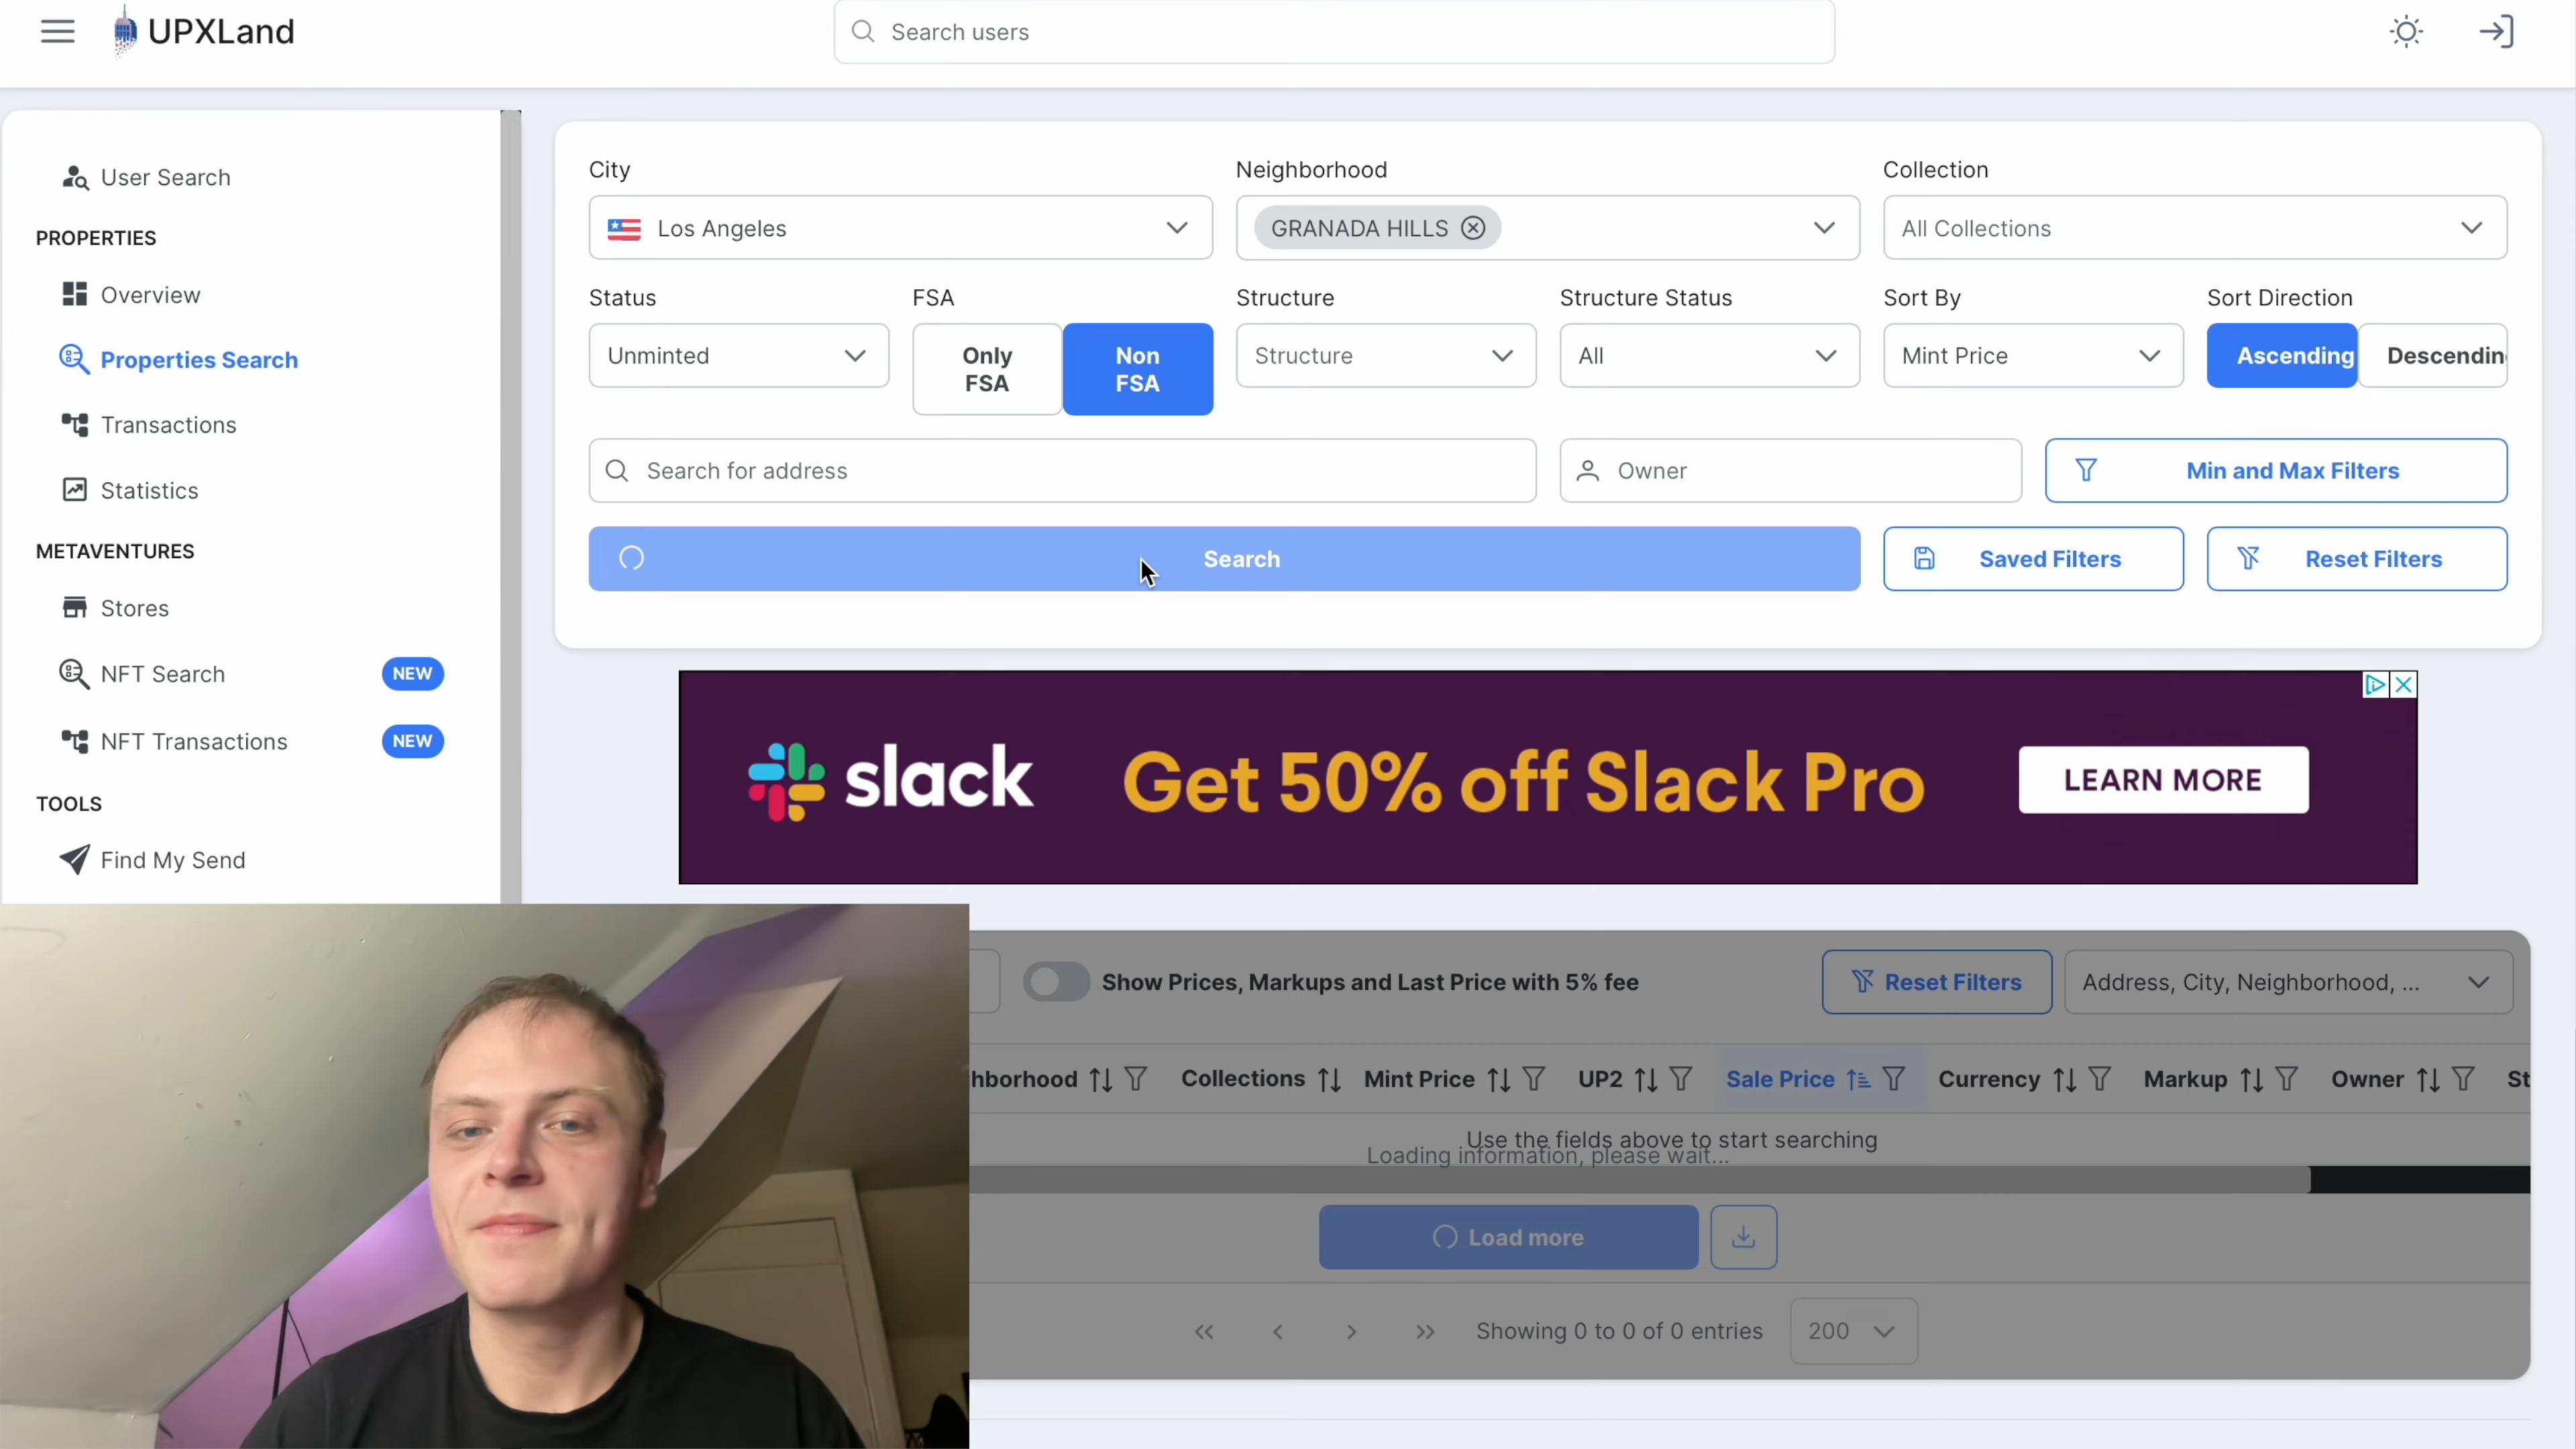 UPXLand
Search users
User Search
PROPERTIES
Overview
Properties Search
Transactions
Statistics
METAVENTURES
Stores
NFT Search NEW
NFT Transactions NEW
TOOLS
Find My Send
City Neighborhood Collection
Los Angeles GRANADA HILLS All Collections
Status FSA Structure Structure Status Sort By Sort Direction
Unminted Only FSA Non FSA Structure All Mint Price Ascending Descendin
Search for address Owner Min and Max Filters
Search Saved Filters Reset Filters
slack Get 50% off Slack Pro LEARN MORE
Show Prices, Markups and Last Price with 5% fee Reset Filters Address, City, Neighborhood, ...
hborhood Collections Mint Price UP2 Sale Price Currency Markup Owner St
Use the fields above to start searching
Loading information, please wait...
Load more
Showing 0 to 0 of 0 entries 200